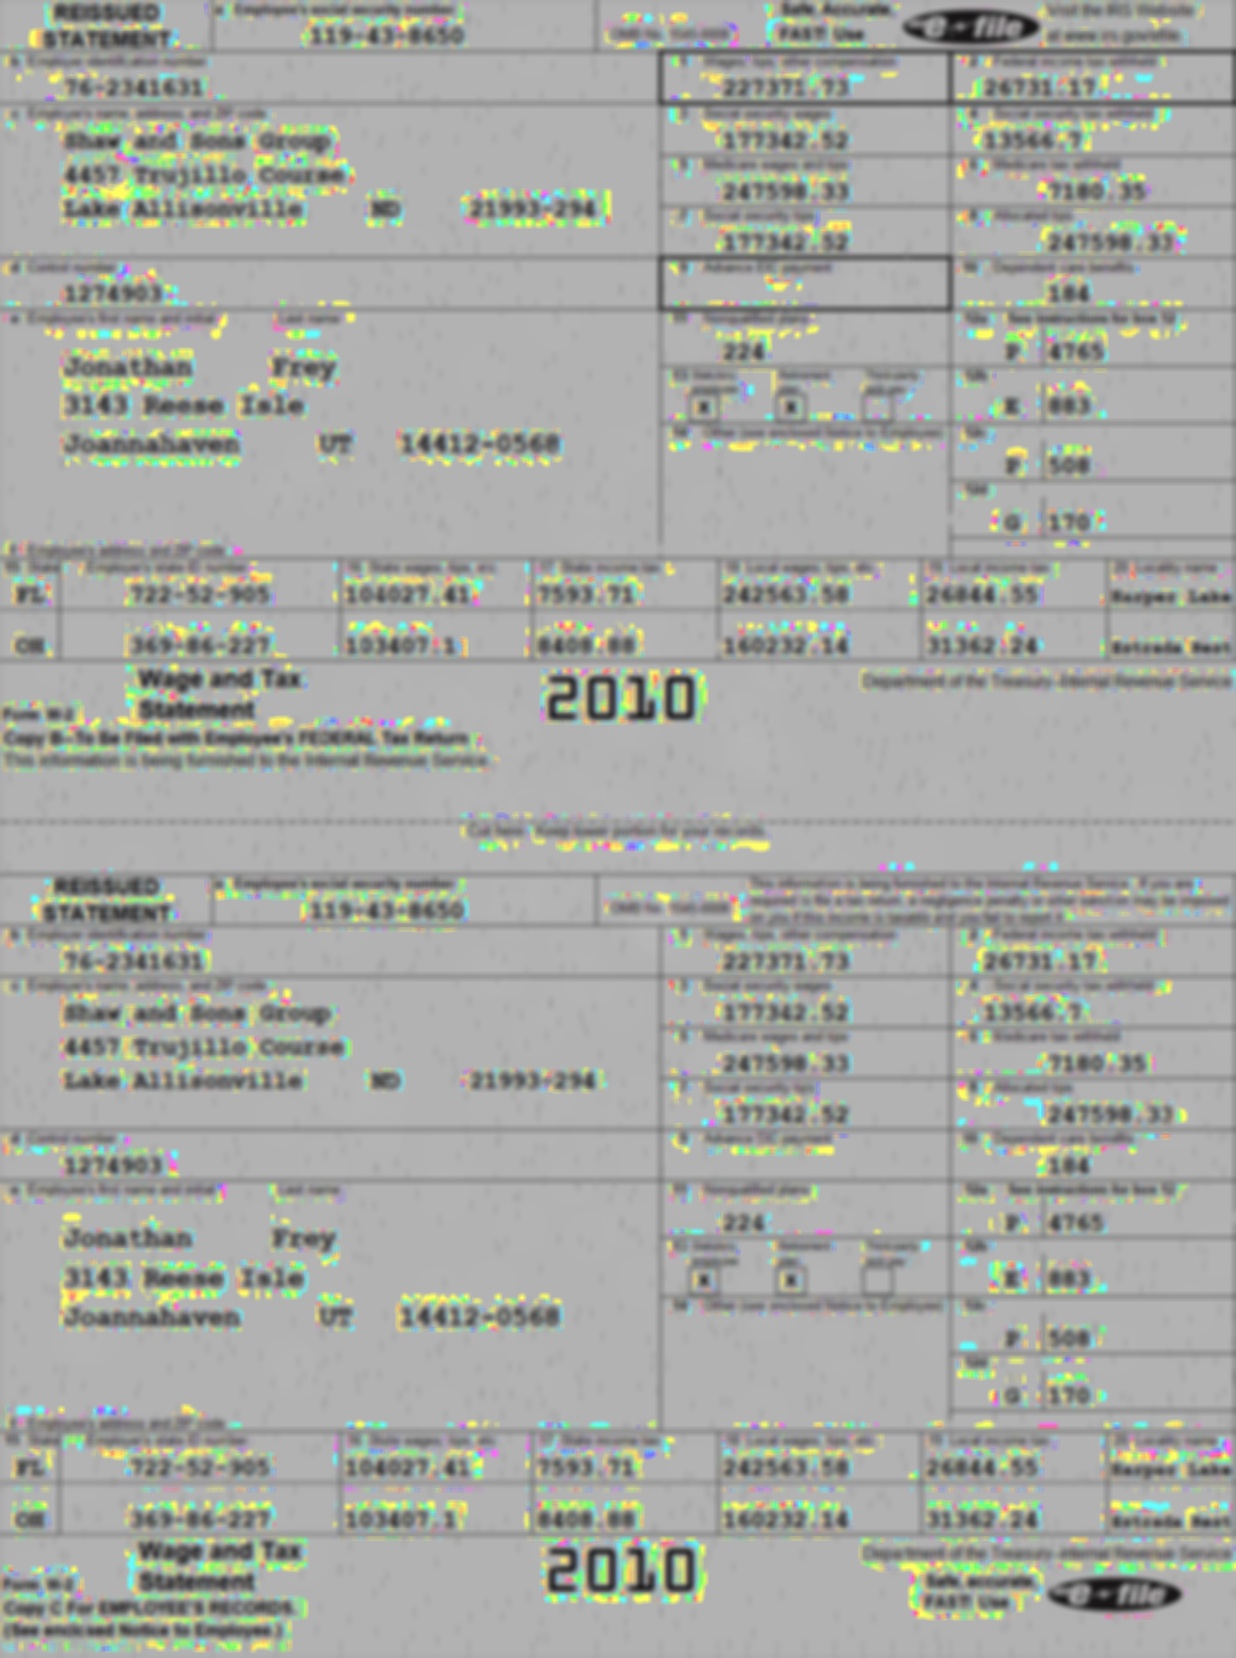 REISSUED STATEMENT
a Employee's social security number
119-43-8650
OMB No. 1545-0008
Safe, Accurate, FAST! Use
e-file
Visit the IRS Website at www.irs.gov/efile.
b Employer identification number
76-2341631
1 Wages, tips, other compensation
227371.73
2 Federal income tax withheld
26731.17
c Employer's name, address, and ZIP code
Shaw and Sons Group
4457 Trujillo Course
Lake Allisonville ND 21993-294
3 Social security wages
177342.52
4 Social security tax withheld
13566.7
5 Medicare wages and tips
247598.33
6 Medicare tax withheld
7180.35
7 Social security tips
177342.52
8 Allocated tips
247598.33
d Control number
1274903
9 Advance EIC payment
10 Dependent care benefits
184
e Employee's first name and initial Last name
Jonathan Frey
3143 Reese Isle
Joannahaven UT 14412-0568
11 Nonqualified plans
224
12a See instructions for box 12
P 4765
13 Statutory employee Retirement plan Third-party sick pay
X X
12b
E 883
14 Other (see enclosed Notice to Employee)
12c
P 508
12d
G 170
f Employee's address and ZIP code
15 State Employer's state ID number 16 State wages, tips, etc. 17 State income tax 18 Local wages, tips, etc. 19 Local income tax 20 Locality name
FL 722-52-905 104027.41 7593.71 242563.58 26844.55 Harper Lake
OH 369-86-227 103407.1 8408.88 160232.14 31362.24 Estrada West
Form W-2 Wage and Tax Statement
2010
Department of the Treasury-Internal Revenue Service
Copy B-To Be Filed with Employee's FEDERAL Tax Return
This information is being furnished to the Internal Revenue Service.
Cut here. Keep lower portion for your records.
REISSUED STATEMENT
a Employee's social security number
119-43-8650
OMB No. 1545-0008
This information is being furnished to the Internal Revenue Service. If you are
required to file a tax return, a negligence penalty or other sanction may be imposed
on you if this income is taxable and you fail to report it.
b Employer identification number
76-2341631
1 Wages, tips, other compensation
227371.73
2 Federal income tax withheld
26731.17
c Employer's name, address, and ZIP code
Shaw and Sons Group
4457 Trujillo Course
Lake Allisonville ND 21993-294
3 Social security wages
177342.52
4 Social security tax withheld
13566.7
5 Medicare wages and tips
247598.33
6 Medicare tax withheld
7180.35
7 Social security tips
177342.52
8 Allocated tips
247598.33
d Control number
1274903
9 Advance EIC payment
10 Dependent care benefits
184
e Employee's first name and initial Last name
Jonathan Frey
3143 Reese Isle
Joannahaven UT 14412-0568
11 Nonqualified plans
224
12a See instructions for box 12
P 4765
13 Statutory employee Retirement plan Third-party sick pay
X X
12b
E 883
14 Other (see enclosed Notice to Employee)
12c
P 508
12d
G 170
f Employee's address and ZIP code
15 State Employer's state ID number 16 State wages, tips, etc. 17 State income tax 18 Local wages, tips, etc. 19 Local income tax 20 Locality name
FL 722-52-905 104027.41 7593.71 242563.58 26844.55 Harper Lake
OH 369-86-227 103407.1 8408.88 160232.14 31362.24 Estrada West
Form W-2 Wage and Tax Statement
2010
Department of the Treasury-Internal Revenue Service
Safe, accurate, FAST! Use
e-file
Copy C For EMPLOYEE'S RECORDS.
(See enclosed Notice to Employee.)